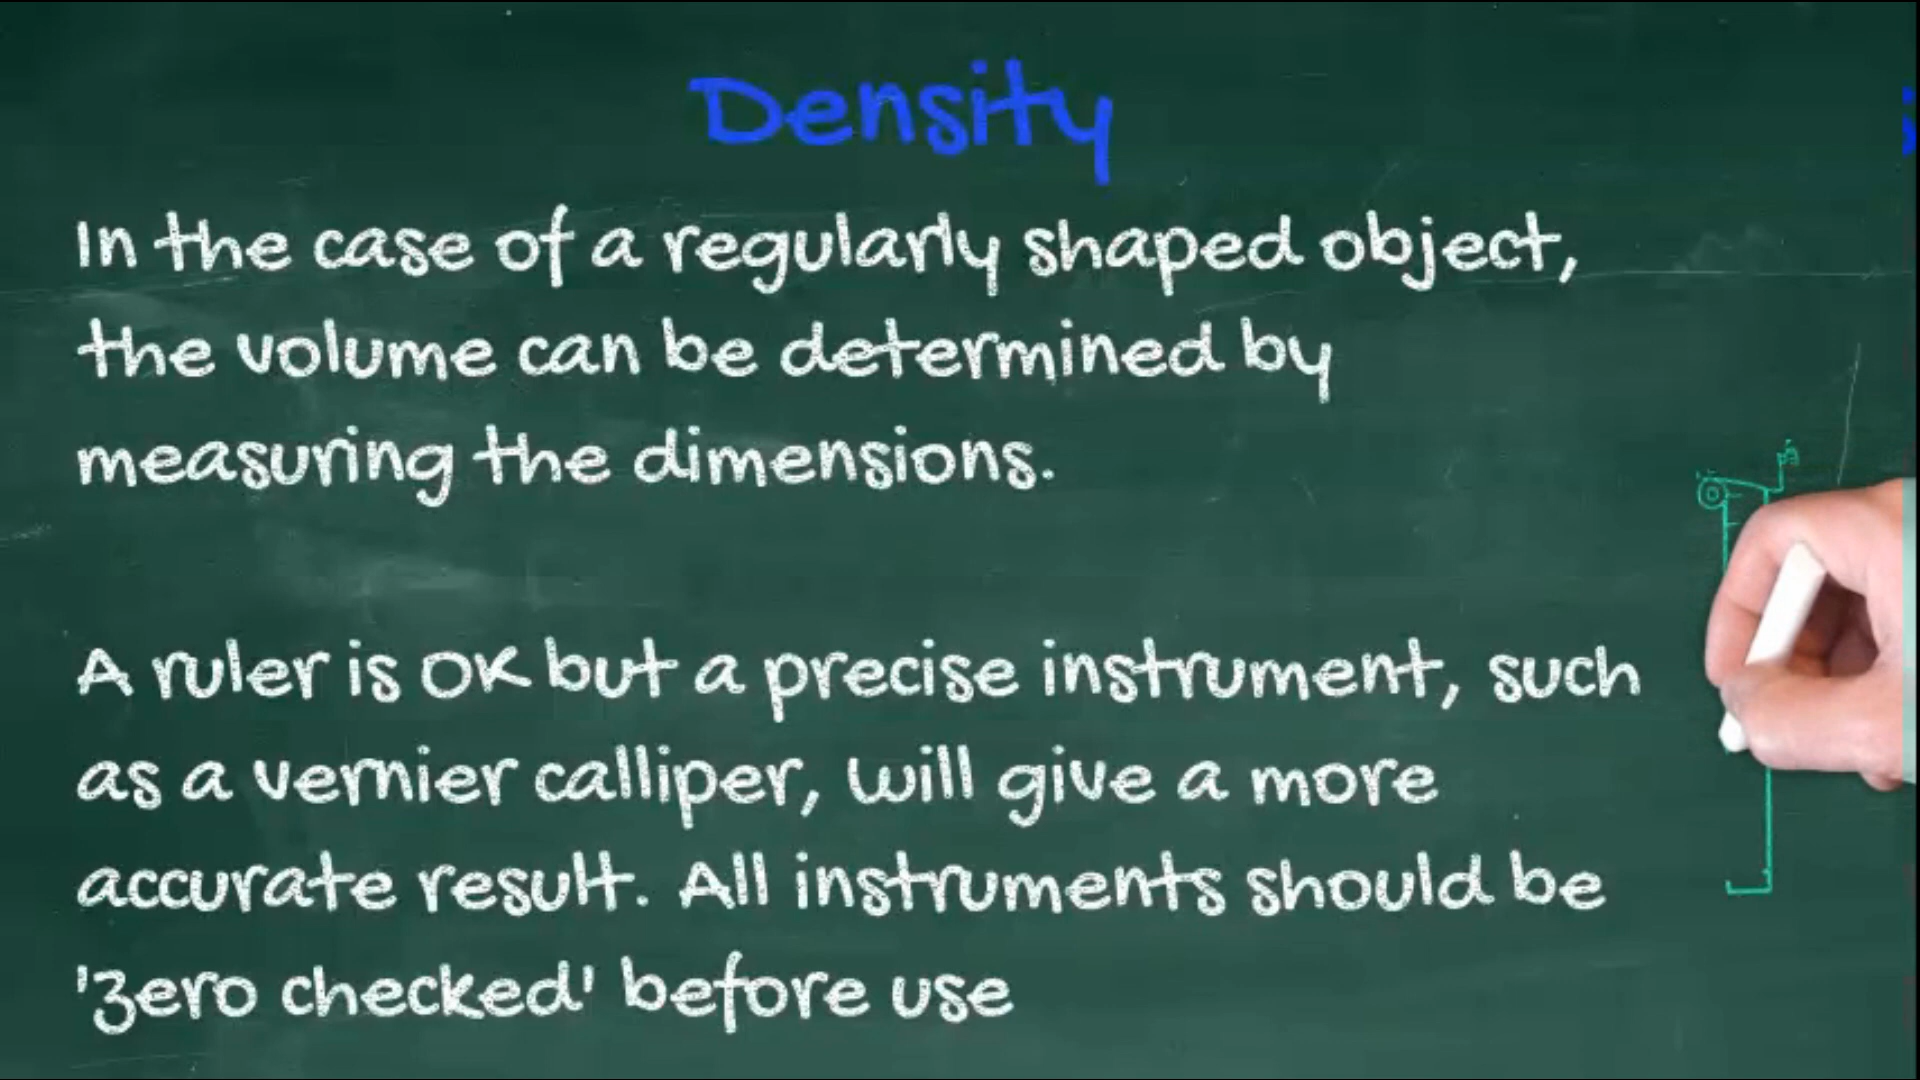 Density
In the case of a regularly shaped object,
the volume can be determined by
measuring the dimensions.
A ruler is OK but a precise instrument, such
as a vernier calliper, will give a more
accurate result. All instruments should be
'zero checked' before use